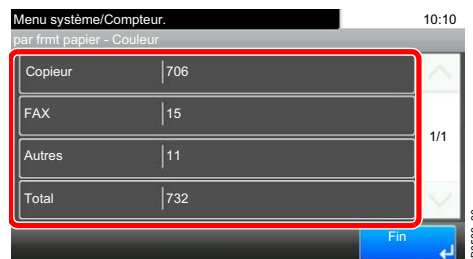 Menu système/Compteur. 10:10
par frmt papier - Couleur
Copieur 706
FAX 15
1/1
Autres 11
Total 732
Fin